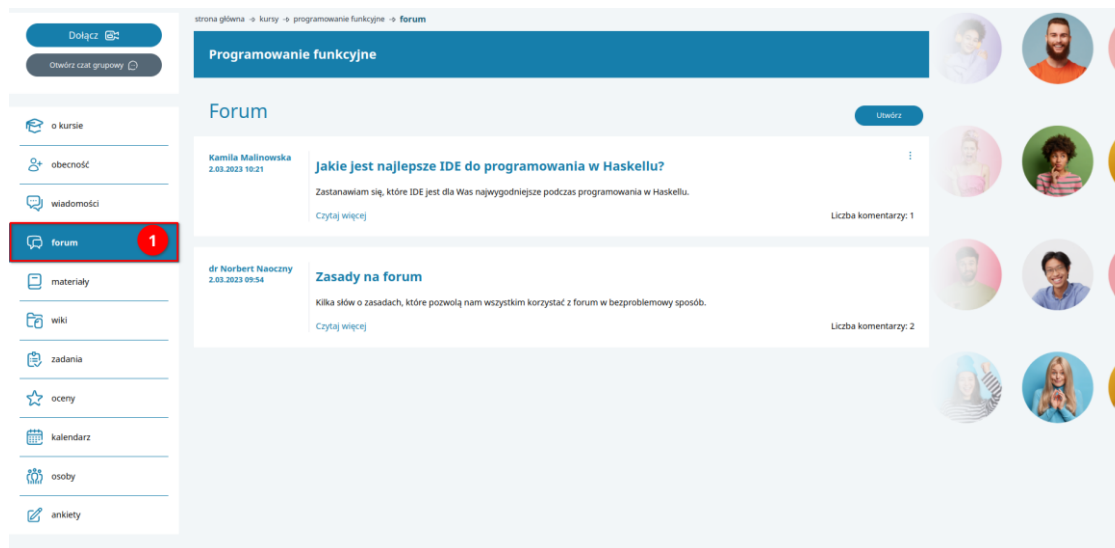 Dołącz
Otwórz czat grupowy
o kursie
obecność
wiadomości
forum
1
materiały
wiki
zadania
oceny
kalendarz
osoby
ankiety
strona główna -> kursy -> programowanie funkcyjne -> forum
Programowanie funkcyjne
Forum
Utwórz
Kamila Malinowska
2.03.2023 10:21
Jakie jest najlepsze IDE do programowania w Haskellu?
Zastanawiam się, które IDE jest dla Was najwygodniejsze podczas programowania w Haskellu.
Czytaj więcej
Liczba komentarzy: 1
dr Norbert Naoczny
2.03.2023 09:54
Zasady na forum
Kilka słów o zasadach, które pozwolą nam wszystkim korzystać z forum w bezproblemowy sposób.
Czytaj więcej
Liczba komentarzy: 2